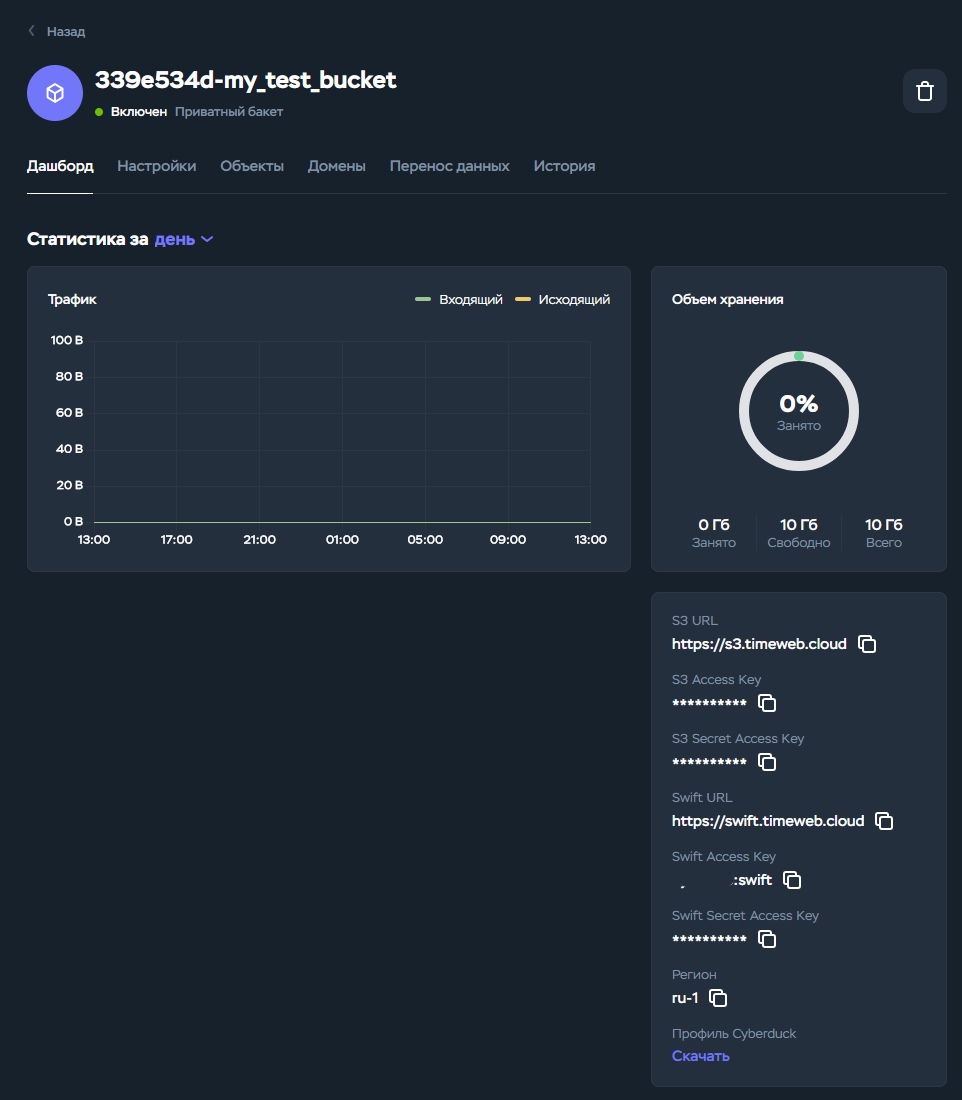 Назад
339e534d-my_test_bucket
Включен Приватный бакет
Дашборд Настройки Объекты Домены Перенос данных История
Статистика за день
Трафик
Входящий Исходящий
100 B
80 B
60 B
40 B
20 B
0 B
13:00 17:00 21:00 01:00 05:00 09:00 13:00
Объем хранения
0%
Занято
0 Гб 10 Гб 10 Гб
Занято Свободно Всего
S3 URL
https://s3.timeweb.cloud
S3 Access Key
**********
S3 Secret Access Key
**********
Swift URL
https://swift.timeweb.cloud
Swift Access Key
:swift
Swift Secret Access Key
**********
Регион
ru-1
Профиль Cyberduck
Скачать